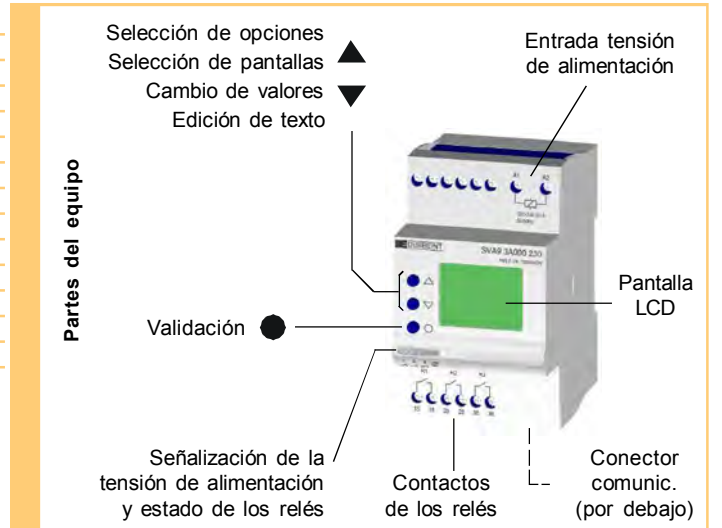 Selección de opciones
Selección de pantallas
Cambio de valores
Edición de texto
Entrada tensión
de alimentación
Partes del equipo
A1 A2
Pantalla
LCD
Validación
Señalización de la
tensión de alimentación
y estado de los relés
Contactos
de los relés
Conector
comunic.
(por debajo)